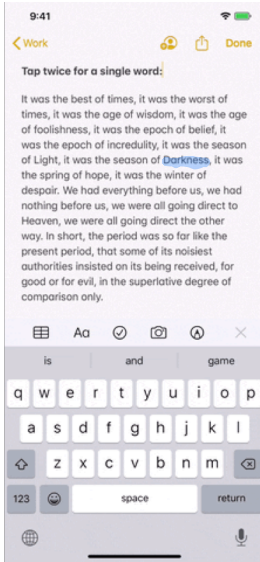 9:41
Work
Done
Tap twice for a single word:
It was the best of times, it was the worst of
times, it was the age of wisdom, it was the age
of foolishness, it was the epoch of belief, it
was the epoch of incredulity, it was the season
of Light, it was the season of Darkness, it was
the spring of hope, it was the winter of
despair. We had everything before us, we had
nothing before us, we were all going direct to
Heaven, we were all going direct the other
way. In short, the period was so far like the
present period, that some of its noisiest
authorities insisted on its being received, for
good or for evil, in the superlative degree of
comparison only.
Aa
is and game
q w e r t y u i o p
a s d f g h j k l
z x c v b n m
123 space return